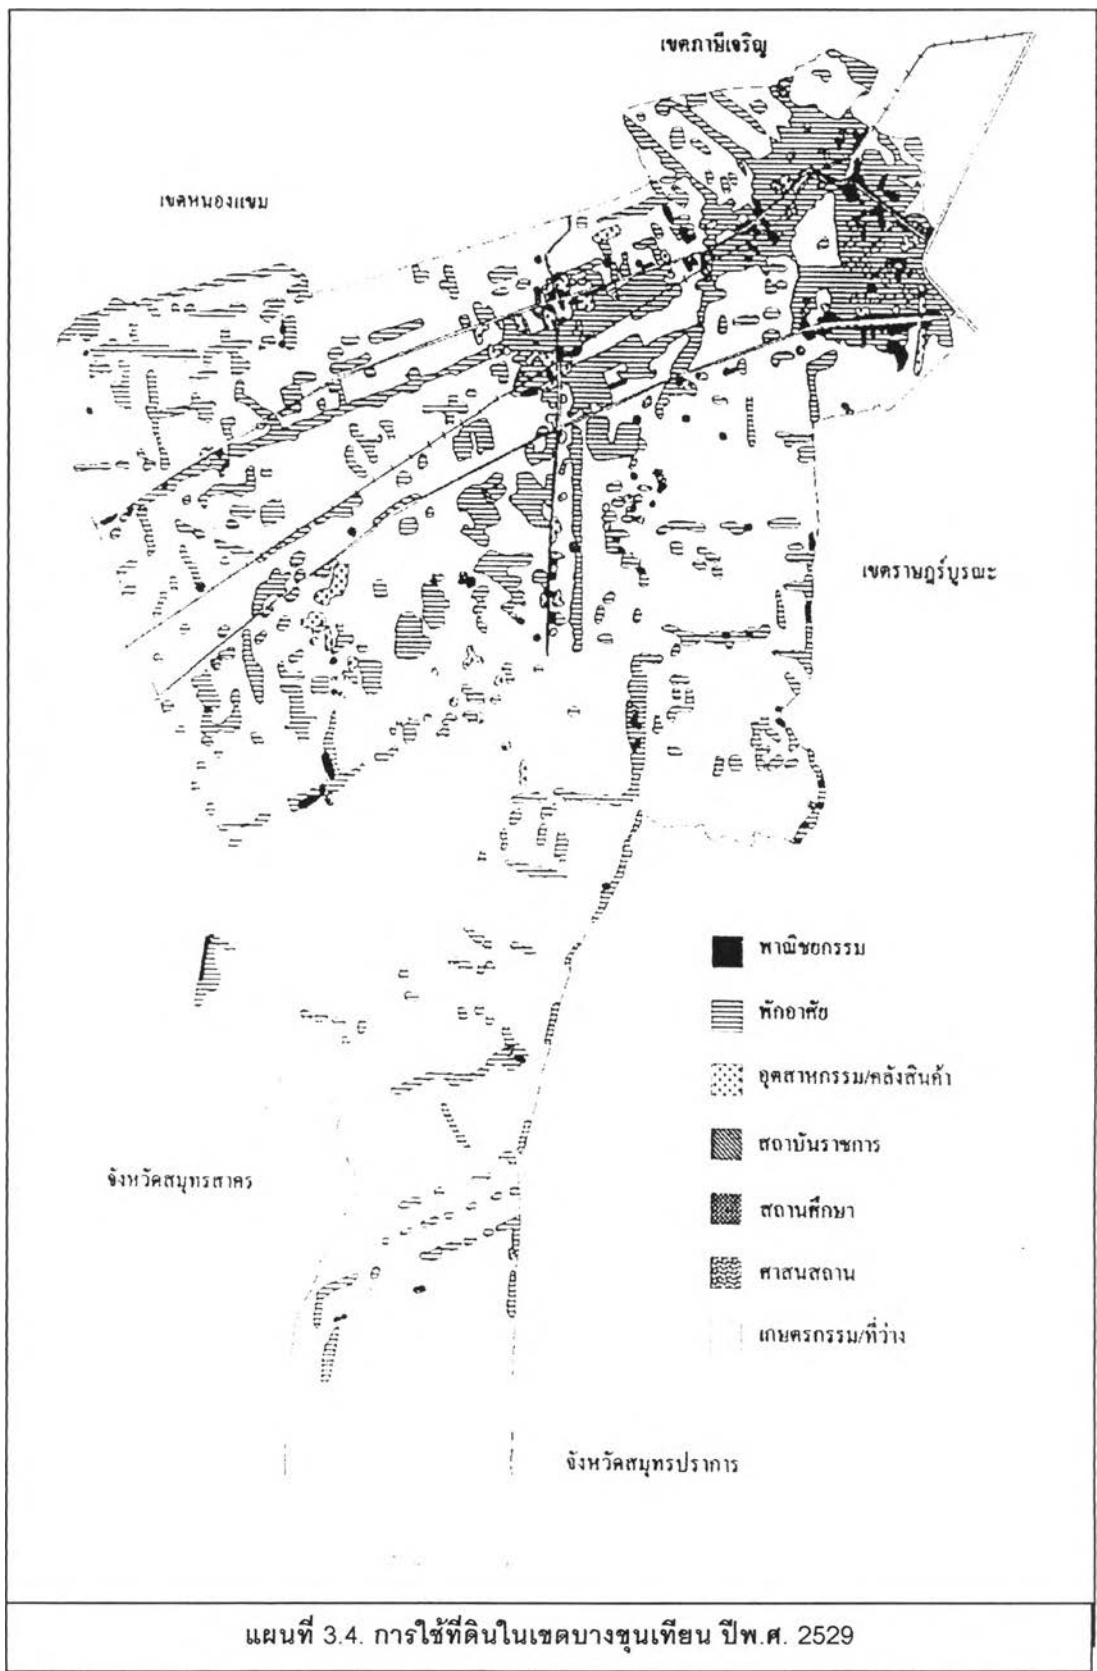 เขตภาษีเจริญ
เขตหนองแขม
เขตราษฎร์บูรณะ
พาณิชยกรรม
พักอาศัย
อุตสาหกรรม/คลังสินค้า
สถาบันราชการ
สถานศึกษา
ศาสนสถาน
เกษตรกรรม/ที่ว่าง
จังหวัดสมุทรสาคร
จังหวัดสมุทรปราการ
แผนที่ 3.4. การใช้ที่ดินในเขตบางขุนเทียน ปีพ.ศ. 2529